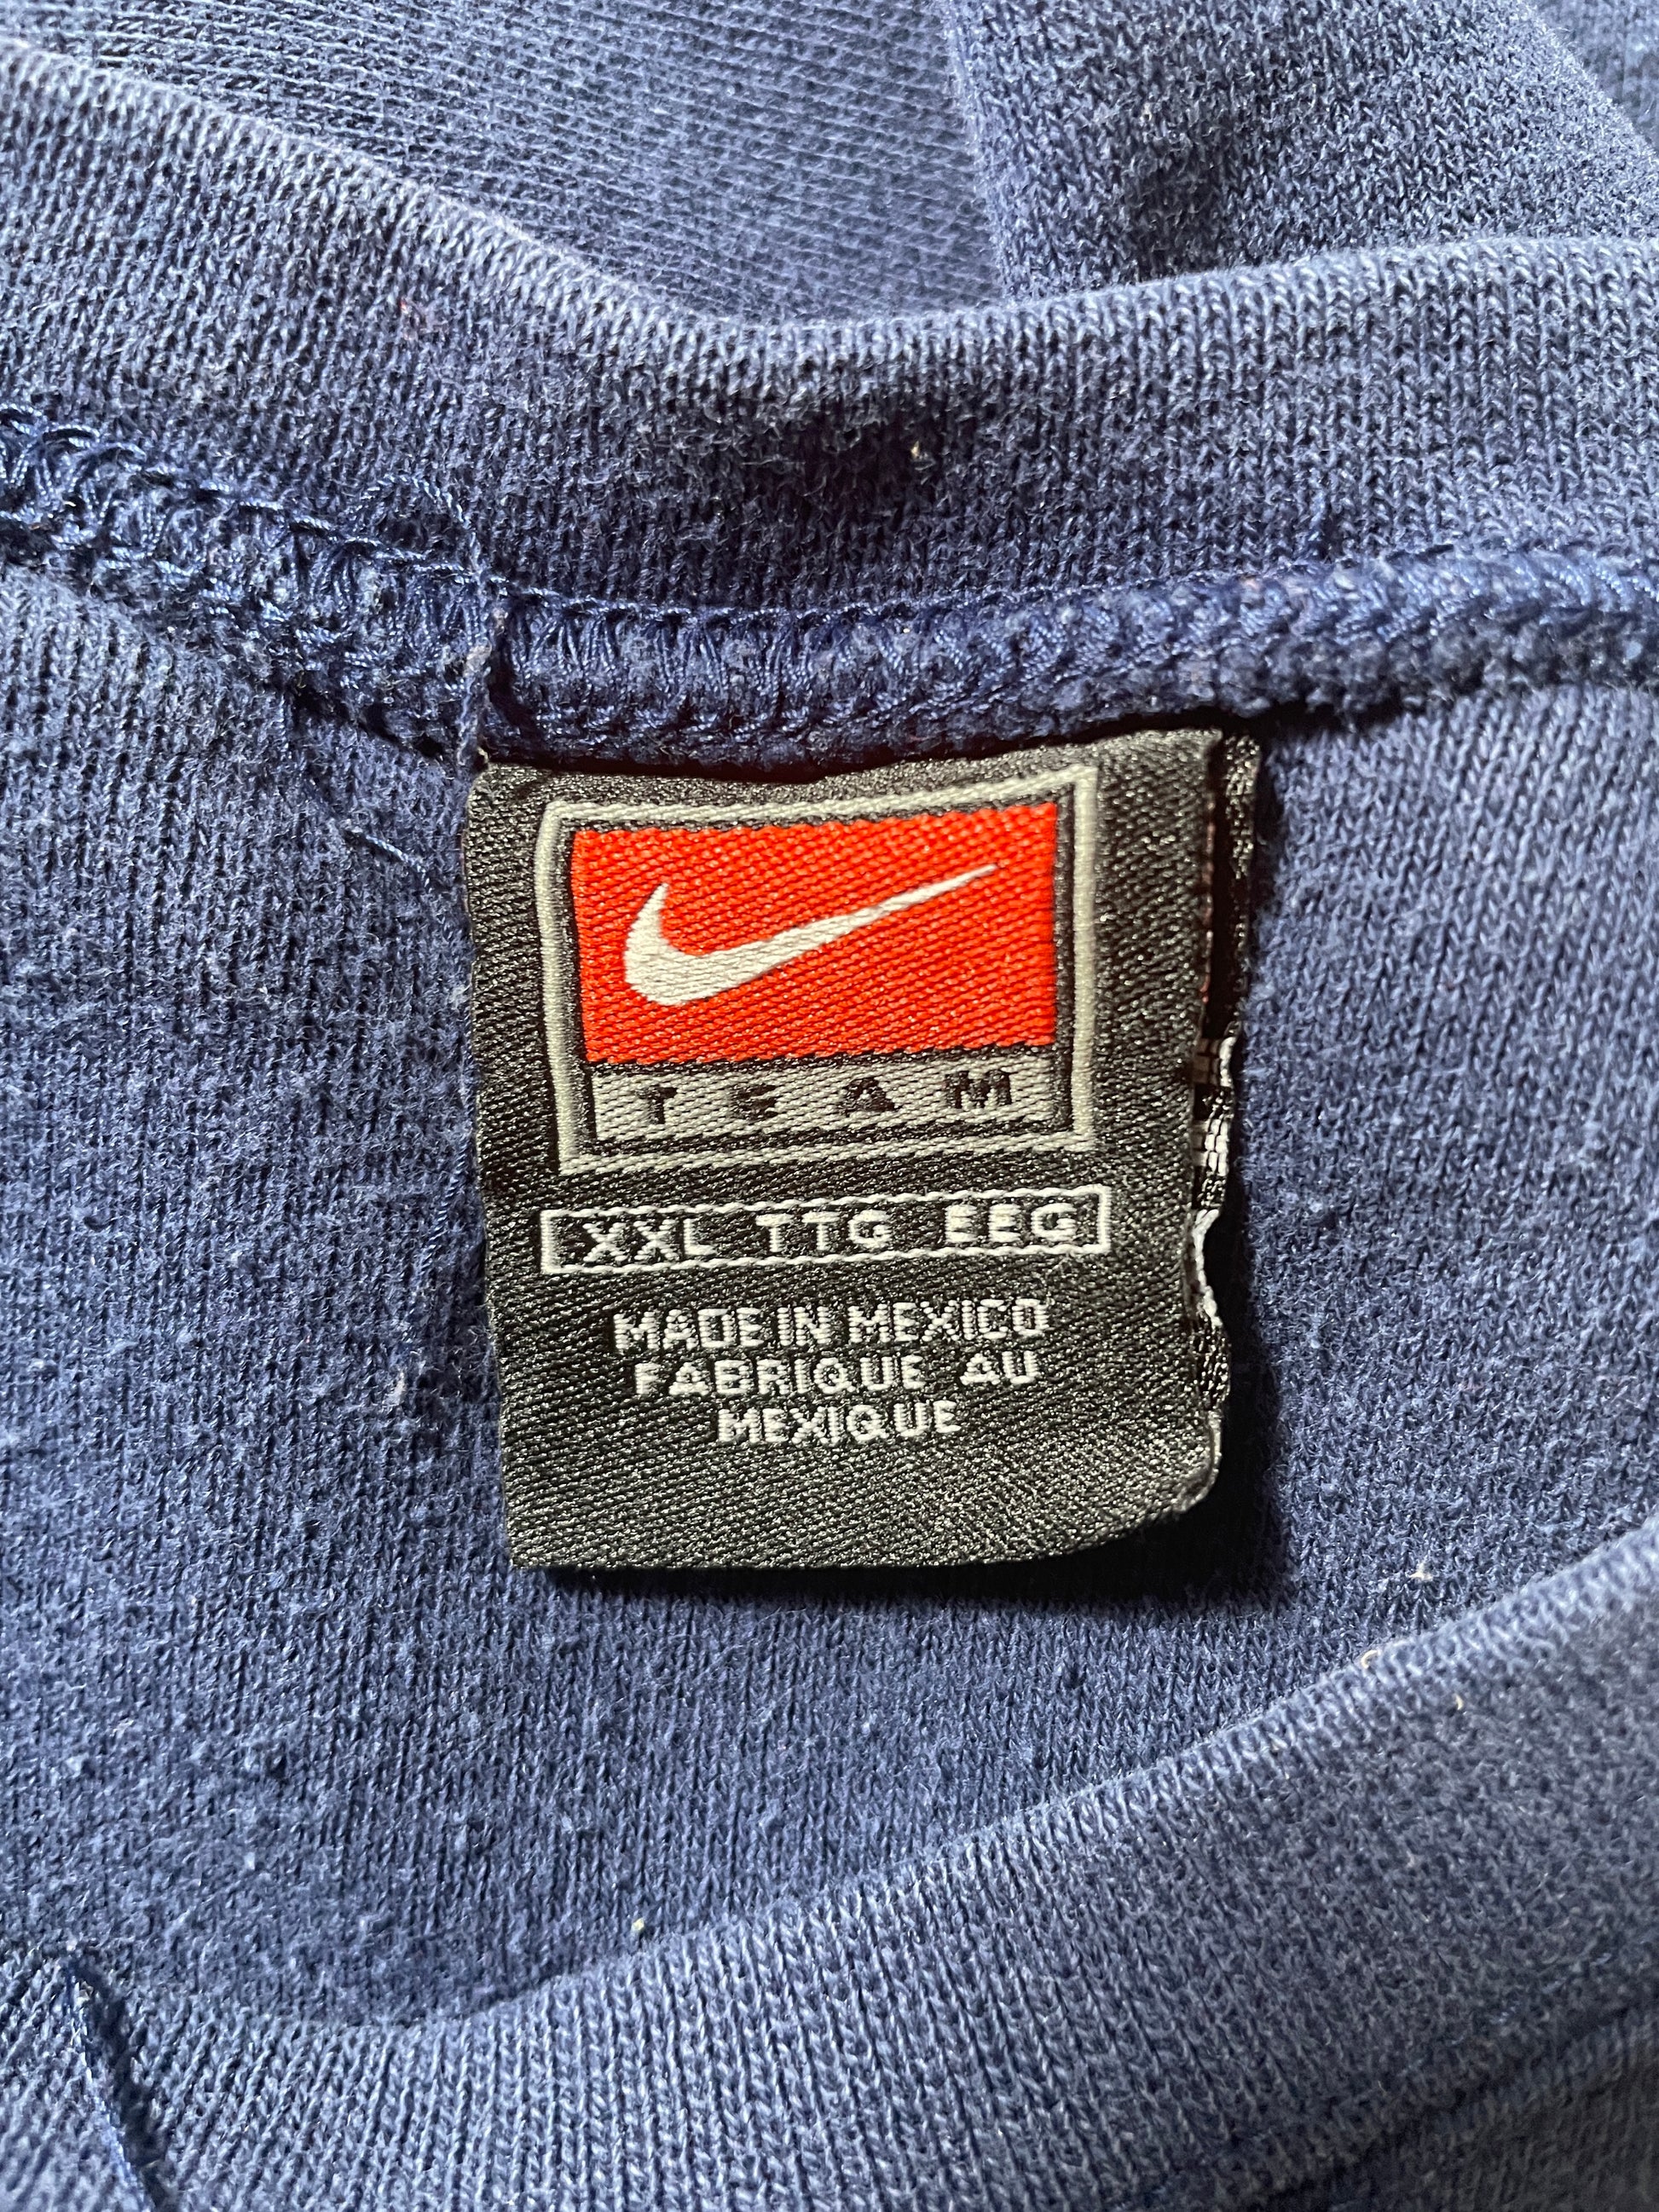 TEAM
XXL TTG EEG
MADE IN MEXICO
FABRIQUE AU
MEXIQUE